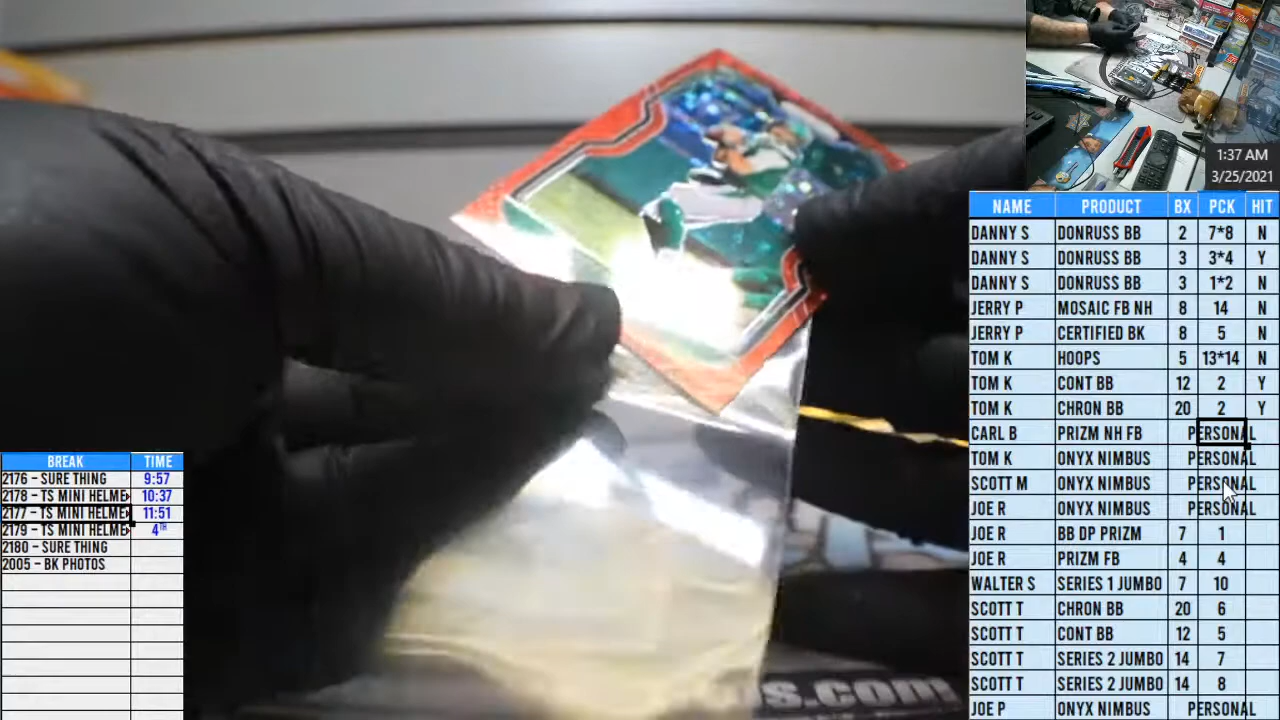 1:37 AM
3/25/2021
NAME PRODUCT BX PCK HIT
DANNY S DONRUSS BB 2 7*8 N
DANNY S DONRUSS BB 3 3*4 Y
DANNY S DONRUSS BB 3 1*2 N
JERRY P MOSAIC FB NH 8 14 N
JERRY P CERTIFIED BK 8 5 N
TOM K HOOPS 5 13*14 N
TOM K CONT BB 12 2 Y
TOM K CHRON BB 20 2 Y
CARL B PRIZM NH FB PERSONAL
TOM K ONYX NIMBUS PERSONAL
SCOTT M ONYX NIMBUS PERSONAL
JOE R ONYX NIMBUS PERSONAL
JOE R BB DP PRIZM 7 1
JOE R PRIZM FB 4 4
WALTER S SERIES 1 JUMBO 7 10
SCOTT T CHRON BB 20 6
SCOTT T CONT BB 12 5
SCOTT T SERIES 2 JUMBO 14 7
SCOTT T SERIES 2 JUMBO 14 8
JOE P ONYX NIMBUS PERSONAL
BREAK TIME
2176 – SURE THING 9:57
2178 – TS MINI HELME 10:37
2177 – TS MINI HELME 11:51
2179 – TS MINI HELME 4TH
2180 – SURE THING
2005 – BK PHOTOS
s.com